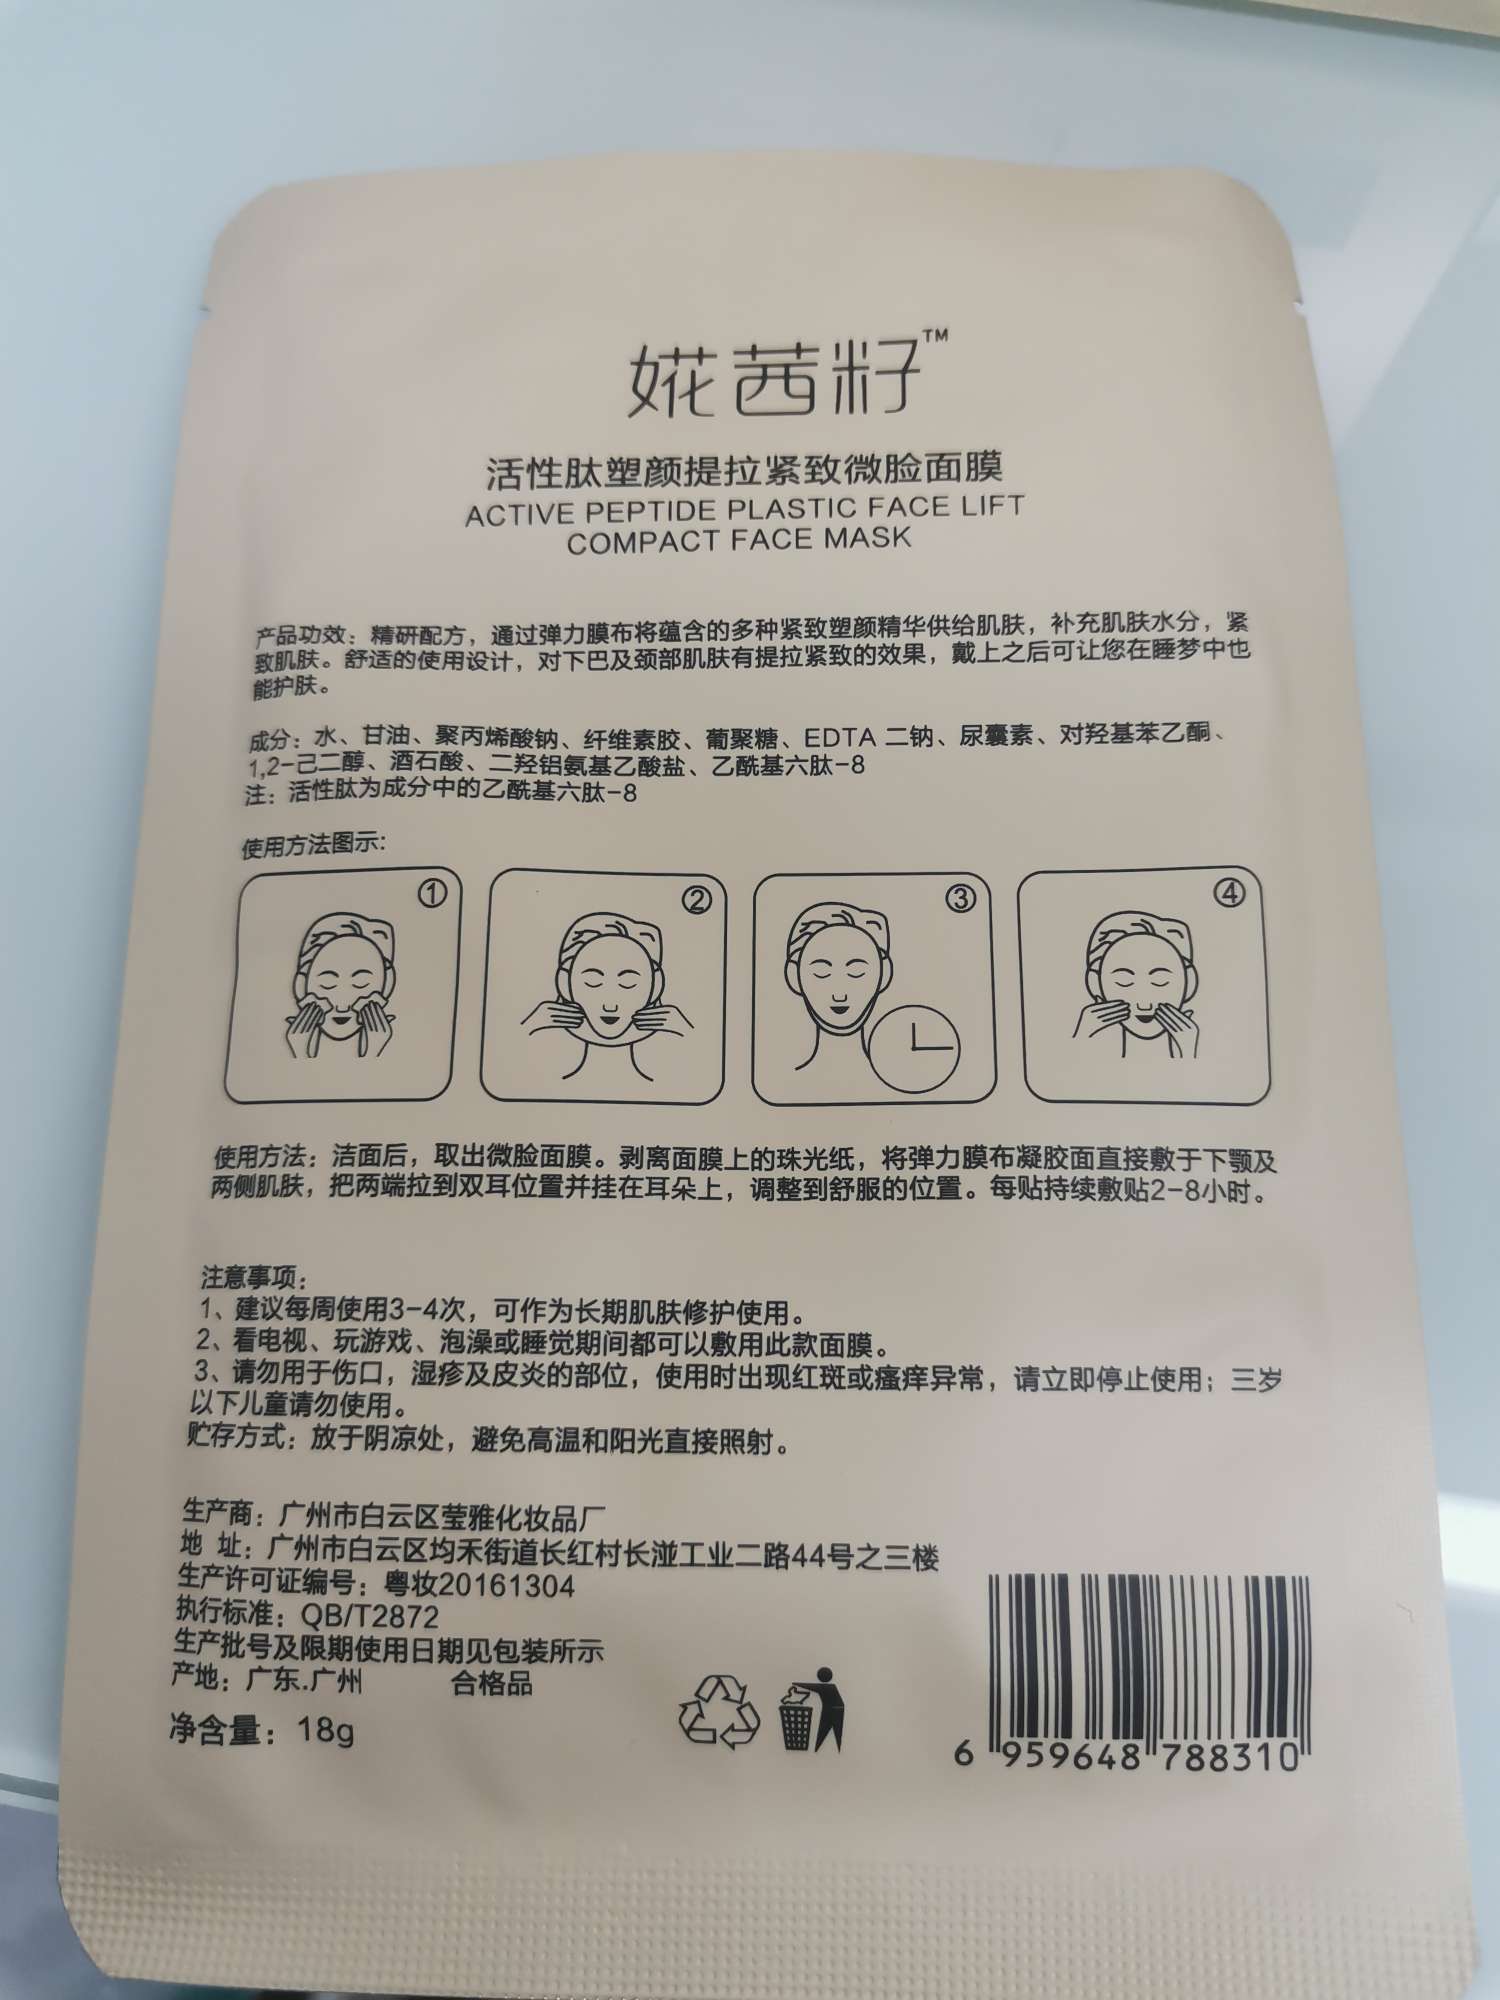 婲茜籽™
活性肽塑颜提拉紧致微脸面膜
ACTIVE PEPTIDE PLASTIC FACE LIFT
COMPACT FACE MASK
产品功效：精研配方，通过弹力膜布将蕴含的多种紧致塑颜精华供给肌肤，补充肌肤水分，紧
致肌肤。舒适的使用设计，对下巴及颈部肌肤有提拉紧致的效果，戴上之后可让您在睡梦中也
能护肤。
成分：水、甘油、聚丙烯酸钠、纤维素胶、葡聚糖、EDTA 二钠、尿囊素、对羟基苯乙酮、
1,2-己二醇、酒石酸、二羟铝氨基乙酸盐、乙酰基六肽-8
注：活性肽为成分中的乙酰基六肽-8
使用方法图示:
① ② ③ ④
使用方法：洁面后，取出微脸面膜。剥离面膜上的珠光纸，将弹力膜布凝胶面直接敷于下颚及
两侧肌肤，把两端拉到双耳位置并挂在耳朵上，调整到舒服的位置。每贴持续敷贴2-8小时。
注意事项：
1、建议每周使用3-4次，可作为长期肌肤修护使用。
2、看电视、玩游戏、泡澡或睡觉期间都可以敷用此款面膜。
3、请勿用于伤口，湿疹及皮炎的部位，使用时出现红斑或瘙痒异常，请立即停止使用；三岁
以下儿童请勿使用。
贮存方式：放于阴凉处，避免高温和阳光直接照射。
生产商：广州市白云区莹雅化妆品厂
地 址：广州市白云区均禾街道长红村长湴工业二路44号之三楼
生产许可证编号：粤妆20161304
执行标准：QB/T2872
生产批号及限期使用日期见包装所示
产地：广东.广州 合格品
净含量：18g
6 959648 788310